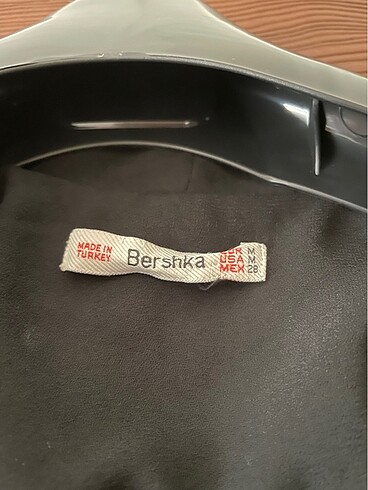 MADE IN
TURKEY
Bershka
EUR M
USA M
MEX 28